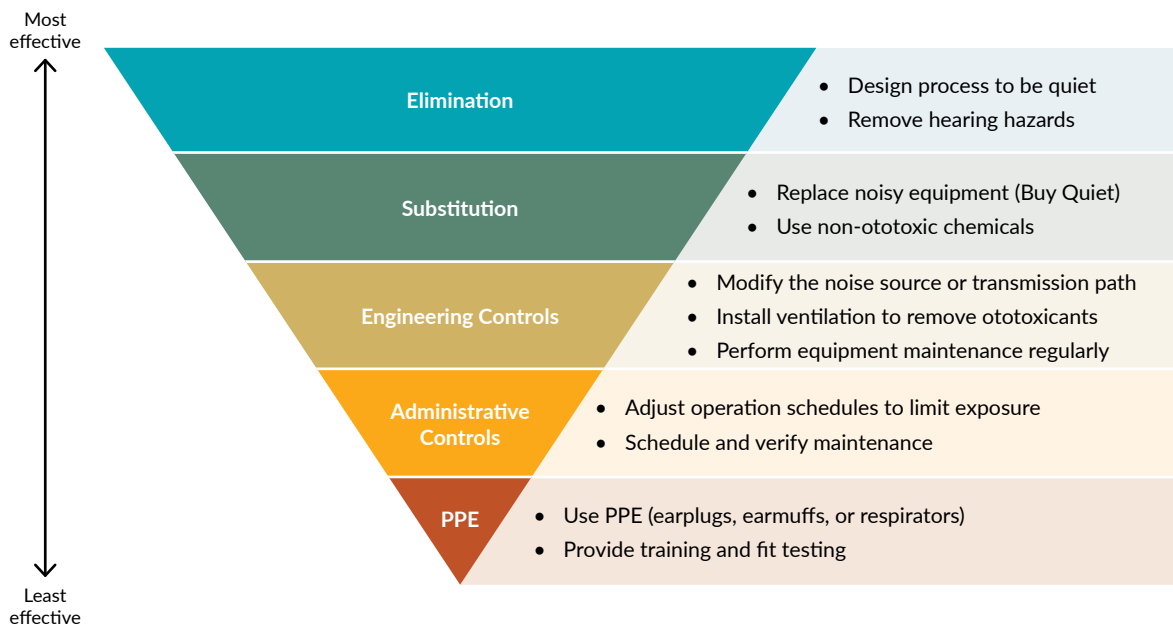 Most
effective
Elimination
• Design process to be quiet
• Remove hearing hazards
Substitution
• Replace noisy equipment (Buy Quiet)
• Use non-ototoxic chemicals
Engineering Controls
• Modify the noise source or transmission path
• Install ventilation to remove ototoxicants
• Perform equipment maintenance regularly
Administrative
Controls
• Adjust operation schedules to limit exposure
• Schedule and verify maintenance
PPE
• Use PPE (earplugs, earmuffs, or respirators)
• Provide training and fit testing
Least
effective